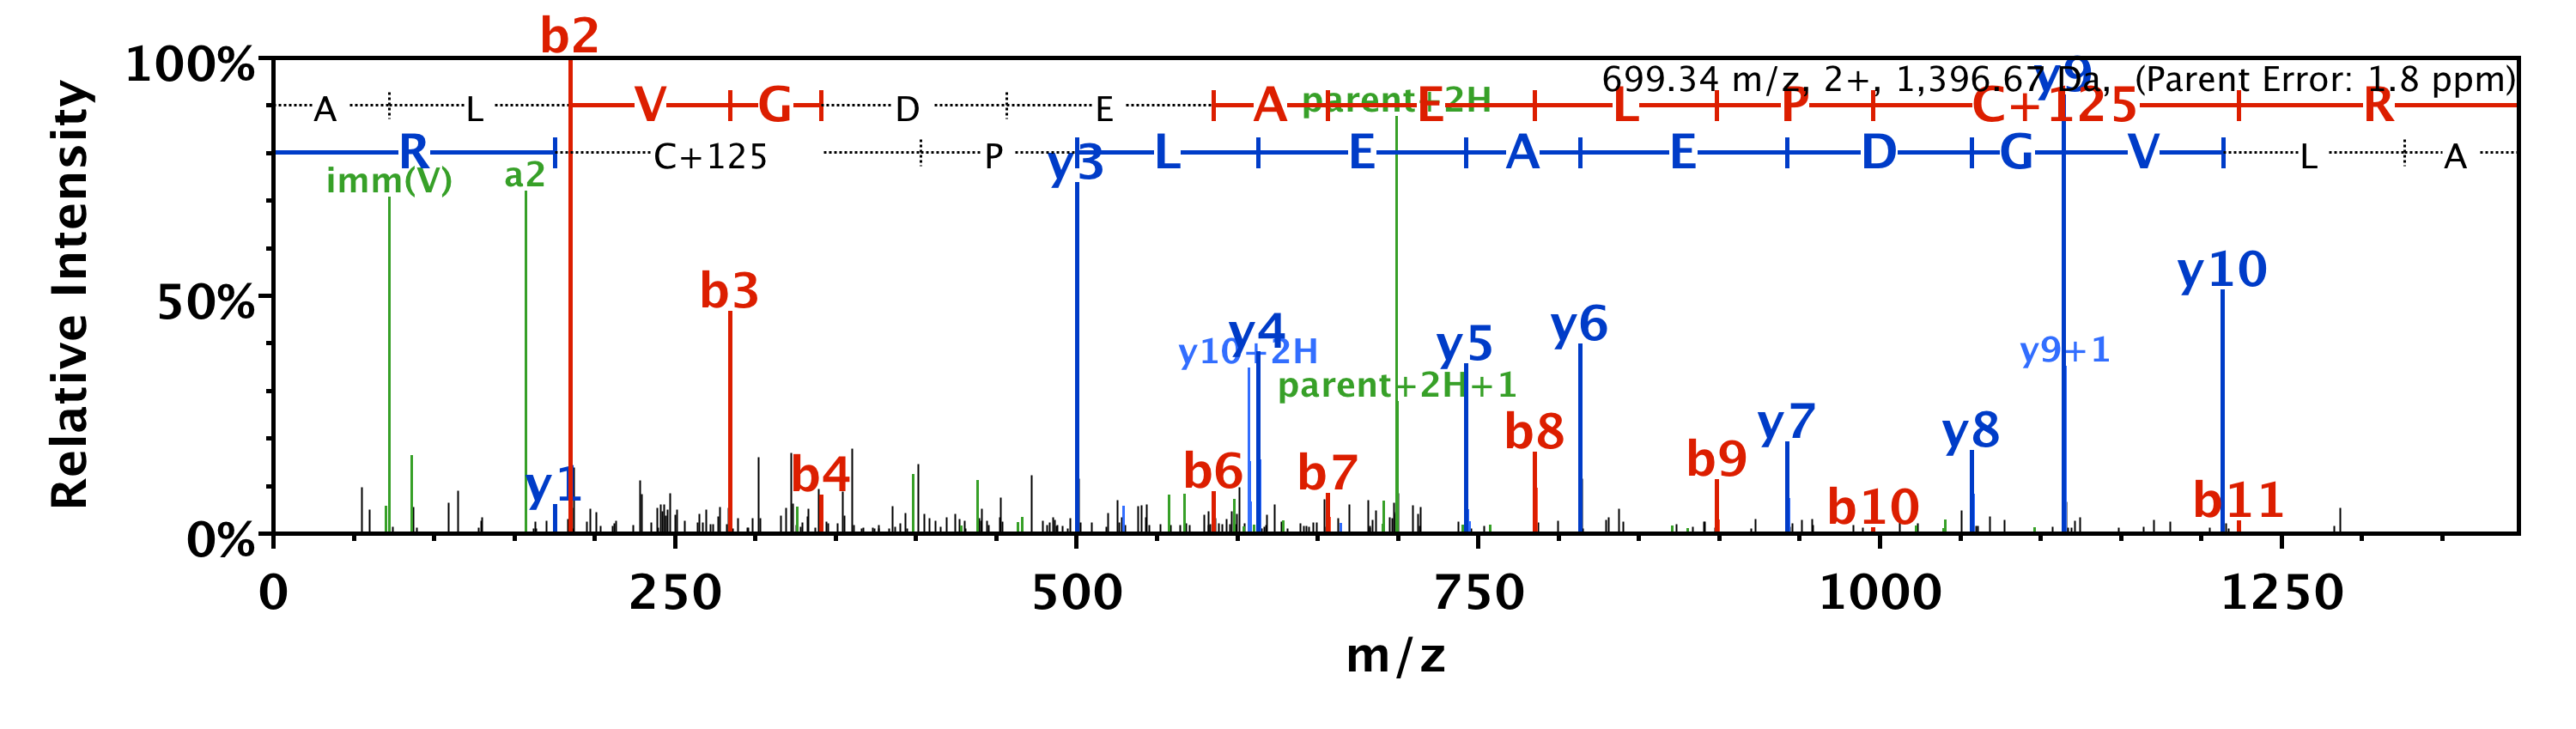 b2
100%
699.34 m/z, 2+, 1,396.67 Da, (Parent Error: 1.8 ppm)
y9
parent+2H
A L V G D E A E L P C+125 R
R C+125 P L E A E D G V L A
imm(V) a2 y3
50%
b3 y10
y10+2H y4 y5 y6 y9+1
parent+2H+1
b8 y7 y8
y1 b4 b6 b7 b9 b10 b11
0%
0 250 500 750 1000 1250
m/z
Relative Intensity